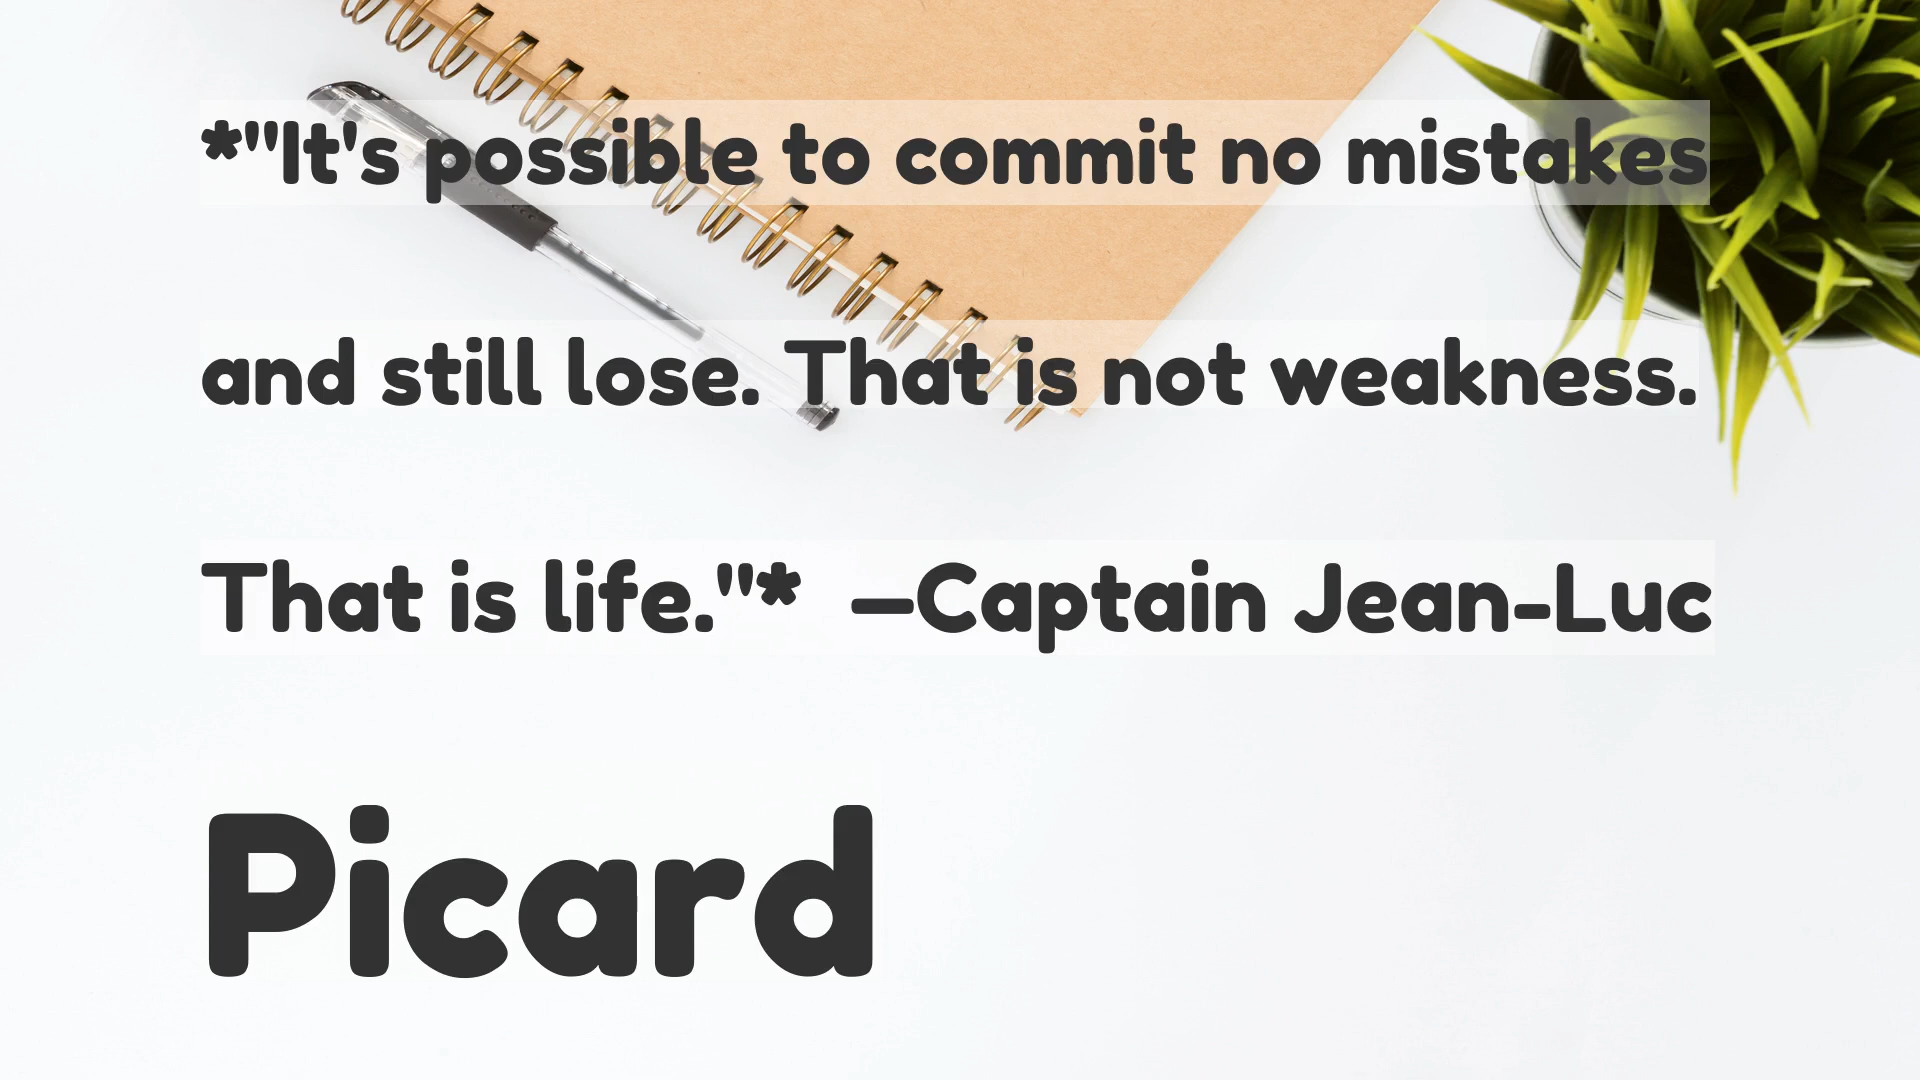 *"It's possible to commit no mistakes
and still lose. That is not weakness.
That is life."*  —Captain Jean-Luc
Picard